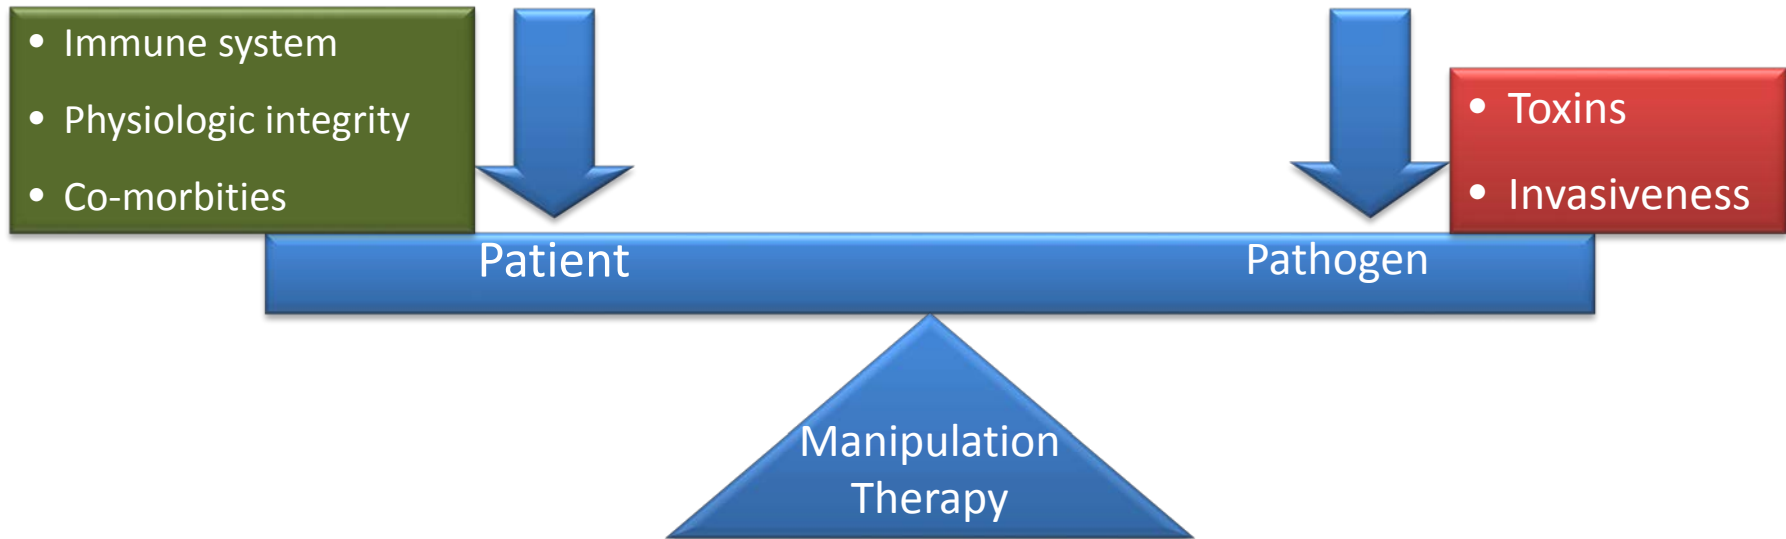 • Immune system
• Physiologic integrity
• Co-morbities
• Toxins
• Invasiveness
Patient
Pathogen
Manipulation
Therapy